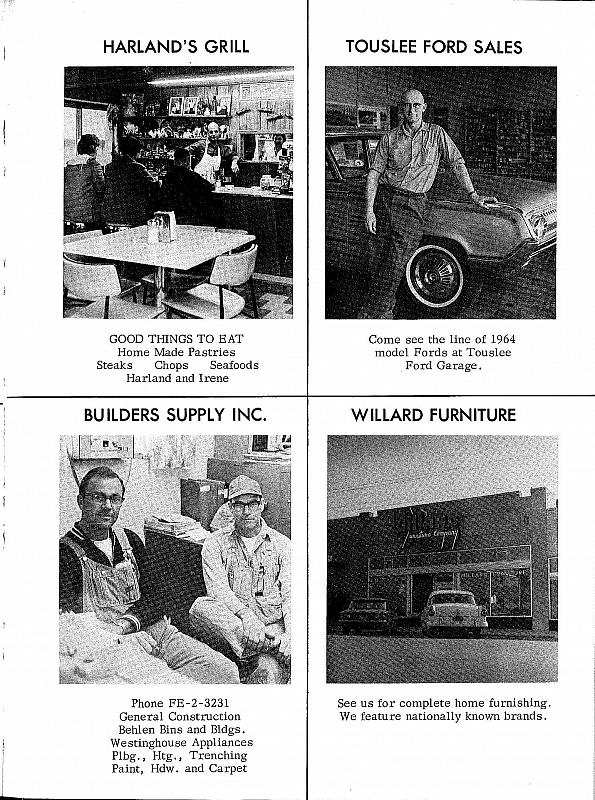 HARLAND'S GRILL
GOOD THINGS TO EAT
Home Made Pastries
Steaks Chops Seafoods
Harland and Irene
TOUSLEE FORD SALES
Come see the line of 1964
model Fords at Touslee
Ford Garage.
BUILDERS SUPPLY INC.
Phone FE-2-3231
General Construction
Behlen Bins and Bldgs.
Westinghouse Appliances
Plbg., Htg., Trenching
Paint, Hdw. and Carpet
WILLARD FURNITURE
Furniture Company
See us for complete home furnishing.
We feature nationally known brands.